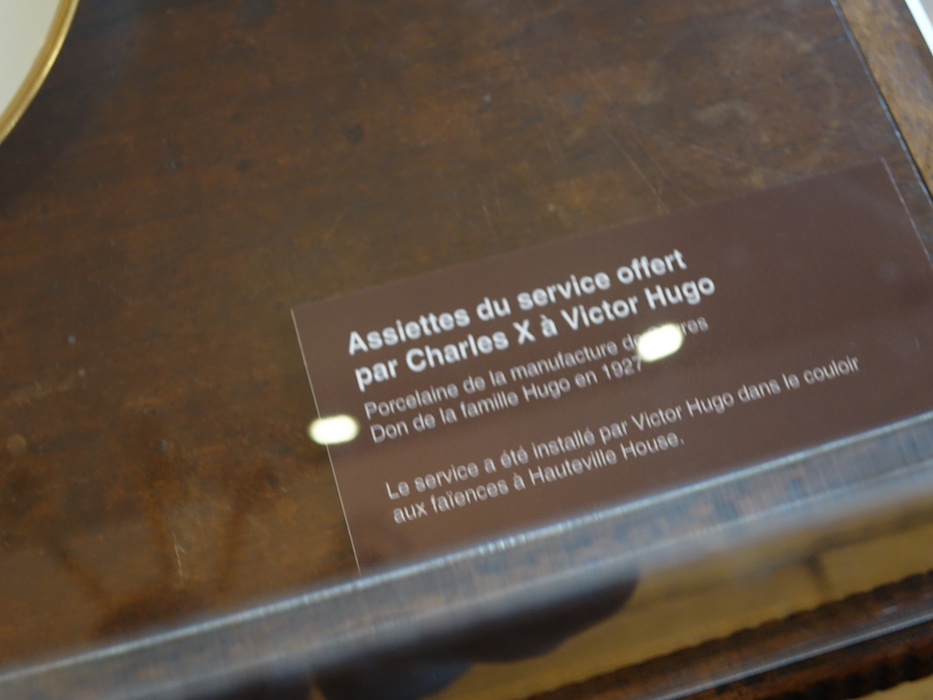 Assiettes du service offert
par Charles X à Victor Hugo
Porcelaine de la manufacture
Don de la famille Hugo en 1927
Le service a été installé par Victor Hugo dans le couloir
aux faïences à Hauteville House.